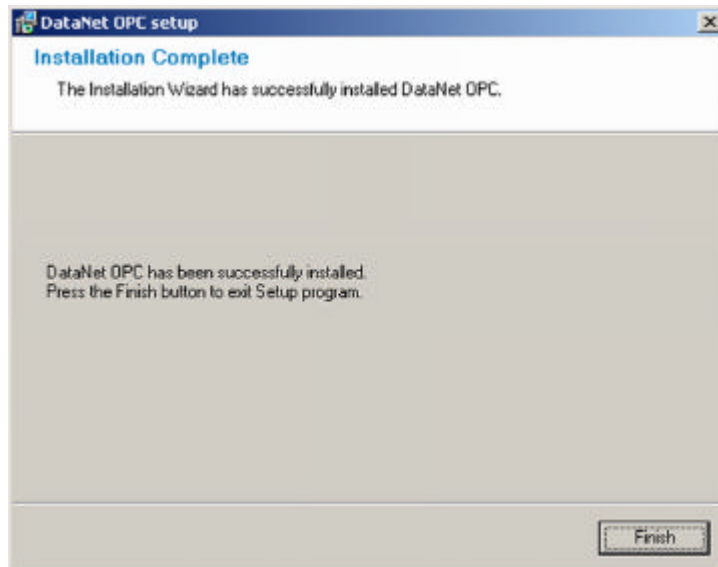 DataNet OPC setup
Installation Complete
The Installation Wizard has successfully installed DataNet OPC.
DataNet OPC has been successfully installed.
Press the Finish button to exit Setup program.
Finish